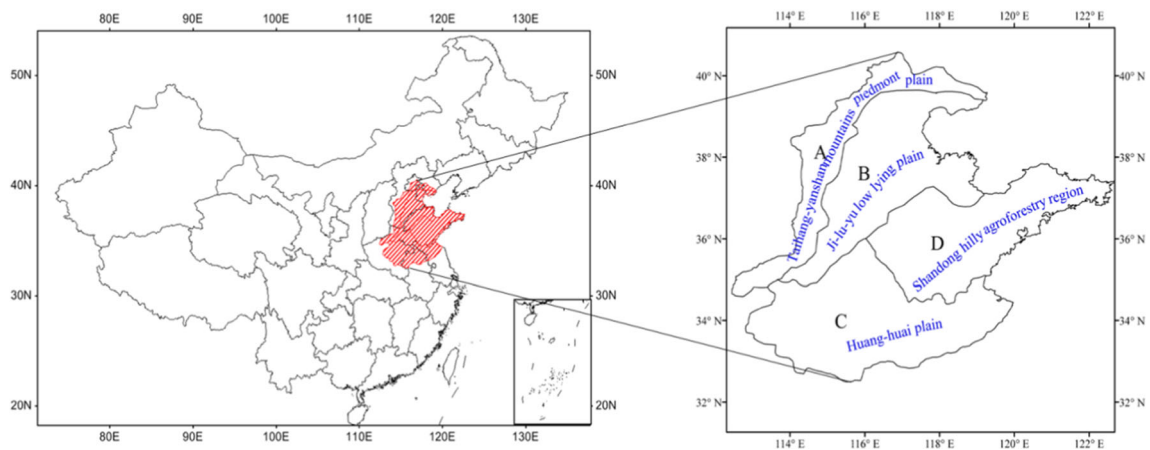 80E 90E 100E 110E 120E 130E
50N 50N
40N 40N
30N 30N
20N 20N
80E 90E 100E 110E 120E 130E
114° E 116° E 118° E 120° E 122° E
40° N 40° N
38° N 38° N
36° N 36° N
34° N 34° N
32° N 32° N
A
Taihang-yanshanmountains piedmont plain
B
Ji-lu-yu low lying plain
D
Shandong hilly agroforestry region
C
Huang-huai plain
114° E 116° E 118° E 120° E 122° E